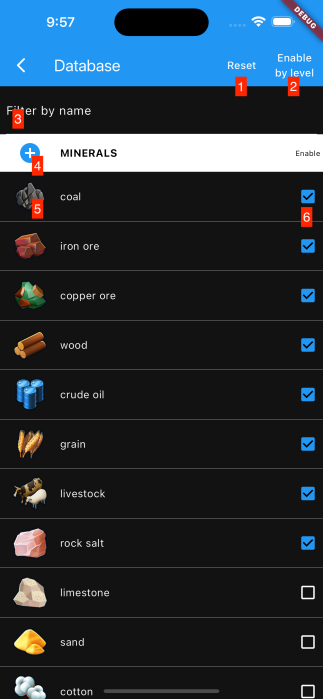 9:57
DEBUG
Database
Reset
Enable
by level
1
2
Filter by name
3
MINERALS
Enable
4
coal
5
6
iron ore
copper ore
wood
crude oil
grain
livestock
rock salt
limestone
sand
cotton